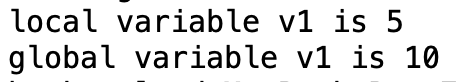 local variable v1 is 5
global variable v1 is 10